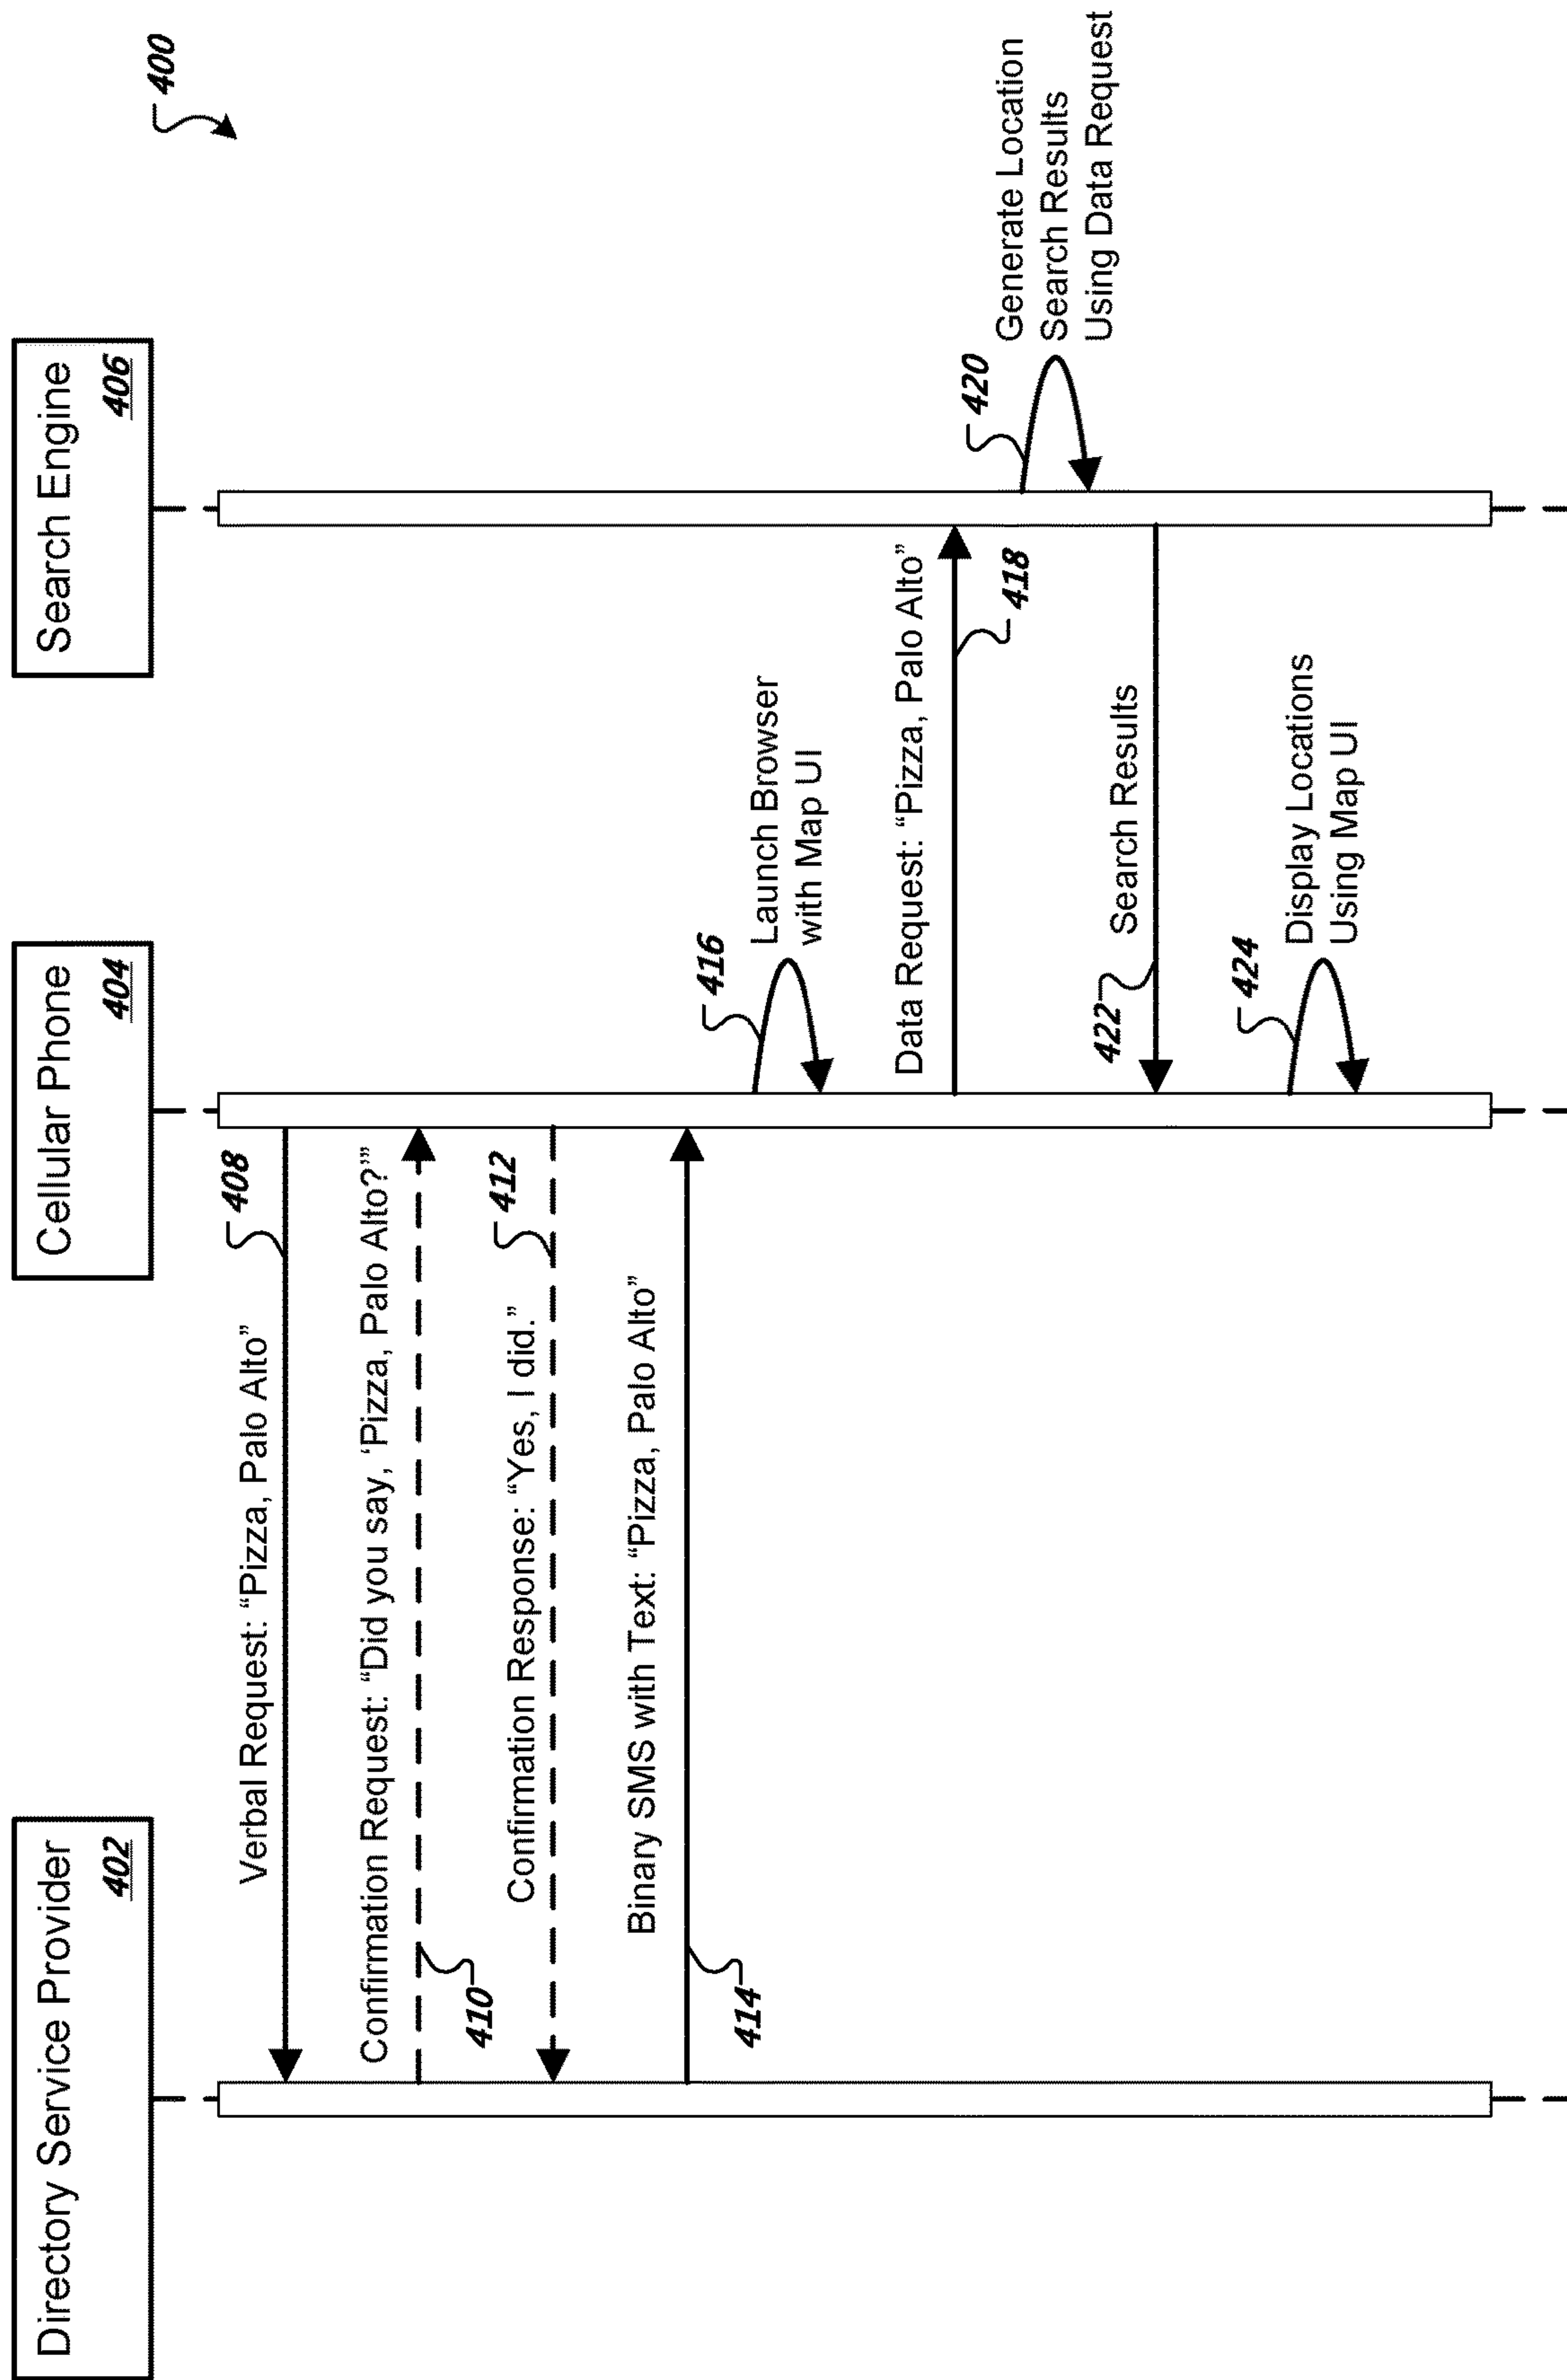 400
Directory Service Provider
402
Cellular Phone
404
Search Engine
406
Verbal Request: “Pizza, Palo Alto”
408
Confirmation Request: “Did you say, ‘Pizza, Palo Alto?’”
410
Confirmation Response: “Yes, I did.”
412
Binary SMS with Text: “Pizza, Palo Alto”
414
416
Launch Browser
with Map UI
Data Request: “Pizza, Palo Alto”
418
420
Generate Location
Search Results
Using Data Request
Search Results
422
424
Display Locations
Using Map UI